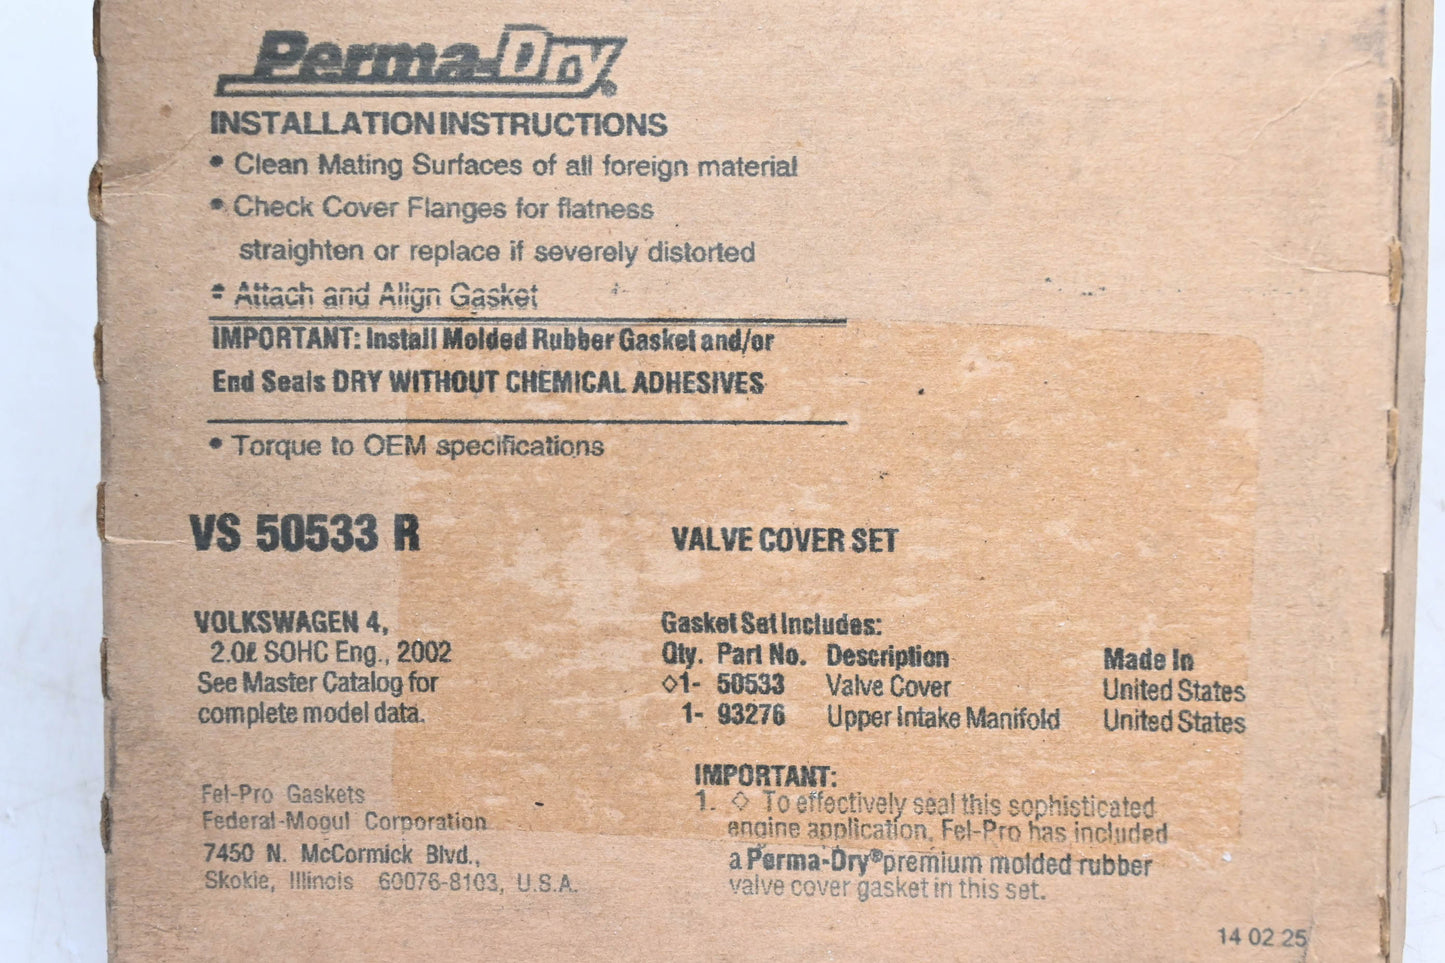 Perma-Dry®
INSTALLATION INSTRUCTIONS
• Clean Mating Surfaces of all foreign material
• Check Cover Flanges for flatness
straighten or replace if severely distorted
• Attach and Align Gasket
IMPORTANT: Install Molded Rubber Gasket and/or
End Seals DRY WITHOUT CHEMICAL ADHESIVES
• Torque to OEM specifications
VS 50533 R
VALVE COVER SET
VOLKSWAGEN 4,
2.0ℓ SOHC Eng., 2002
See Master Catalog for
complete model data.
Gasket Set Includes:
Qty. Part No. Description Made In
◇1- 50533 Valve Cover United States
1- 93276 Upper Intake Manifold United States
Fel-Pro Gaskets
Federal-Mogul Corporation
7450 N. McCormick Blvd.,
Skokie, Illinois 60076-8103, U.S.A.
IMPORTANT:
1. ◇ To effectively seal this sophisticated
engine application, Fel-Pro has included
a Perma-Dry® premium molded rubber
valve cover gasket in this set.
14 02 25